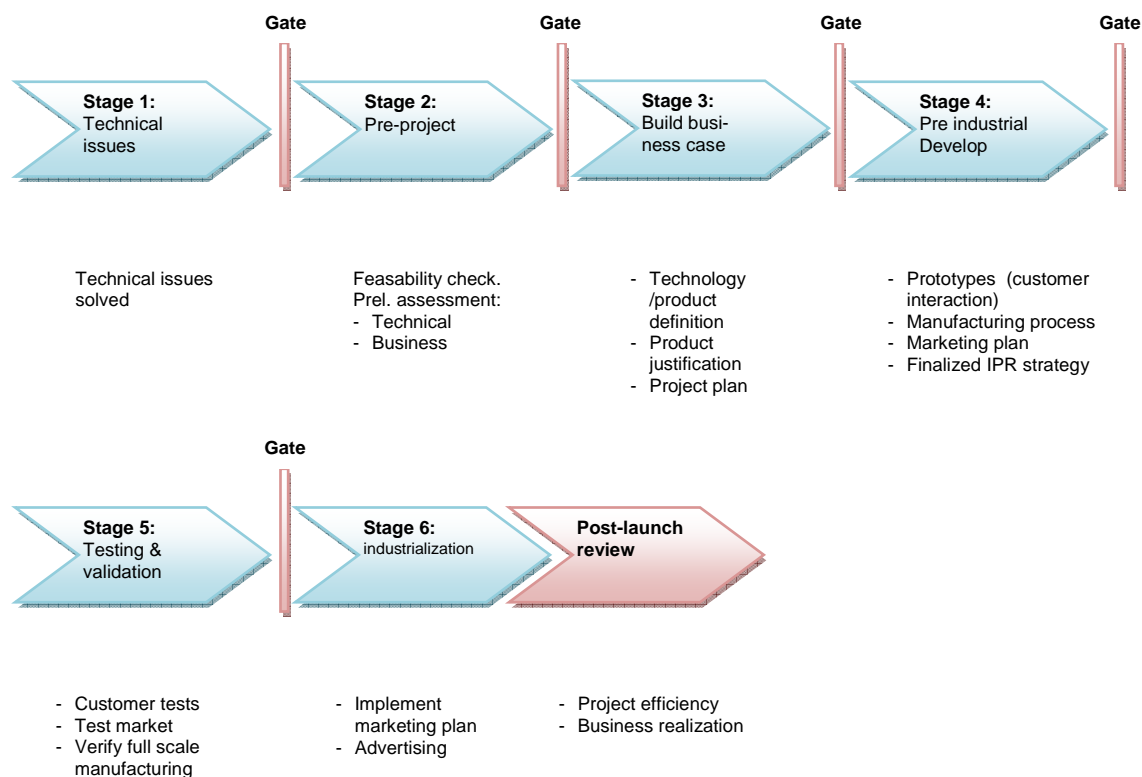 Gate
Gate
Gate
Gate
Stage 1:
Technical
issues
Stage 2:
Pre-project
Stage 3:
Build busi-
ness case
Stage 4:
Pre industrial
Develop
Technical issues
solved
Feasability check.
Prel. assessment:
- Technical
- Business
- Technology
/product
definition
- Product
justification
- Project plan
- Prototypes (customer
interaction)
- Manufacturing process
- Marketing plan
- Finalized IPR strategy
Gate
Stage 5:
Testing &
validation
Stage 6:
industrialization
Post-launch
review
- Customer tests
- Test market
- Verify full scale
manufacturing
- Implement
marketing plan
- Advertising
- Project efficiency
- Business realization